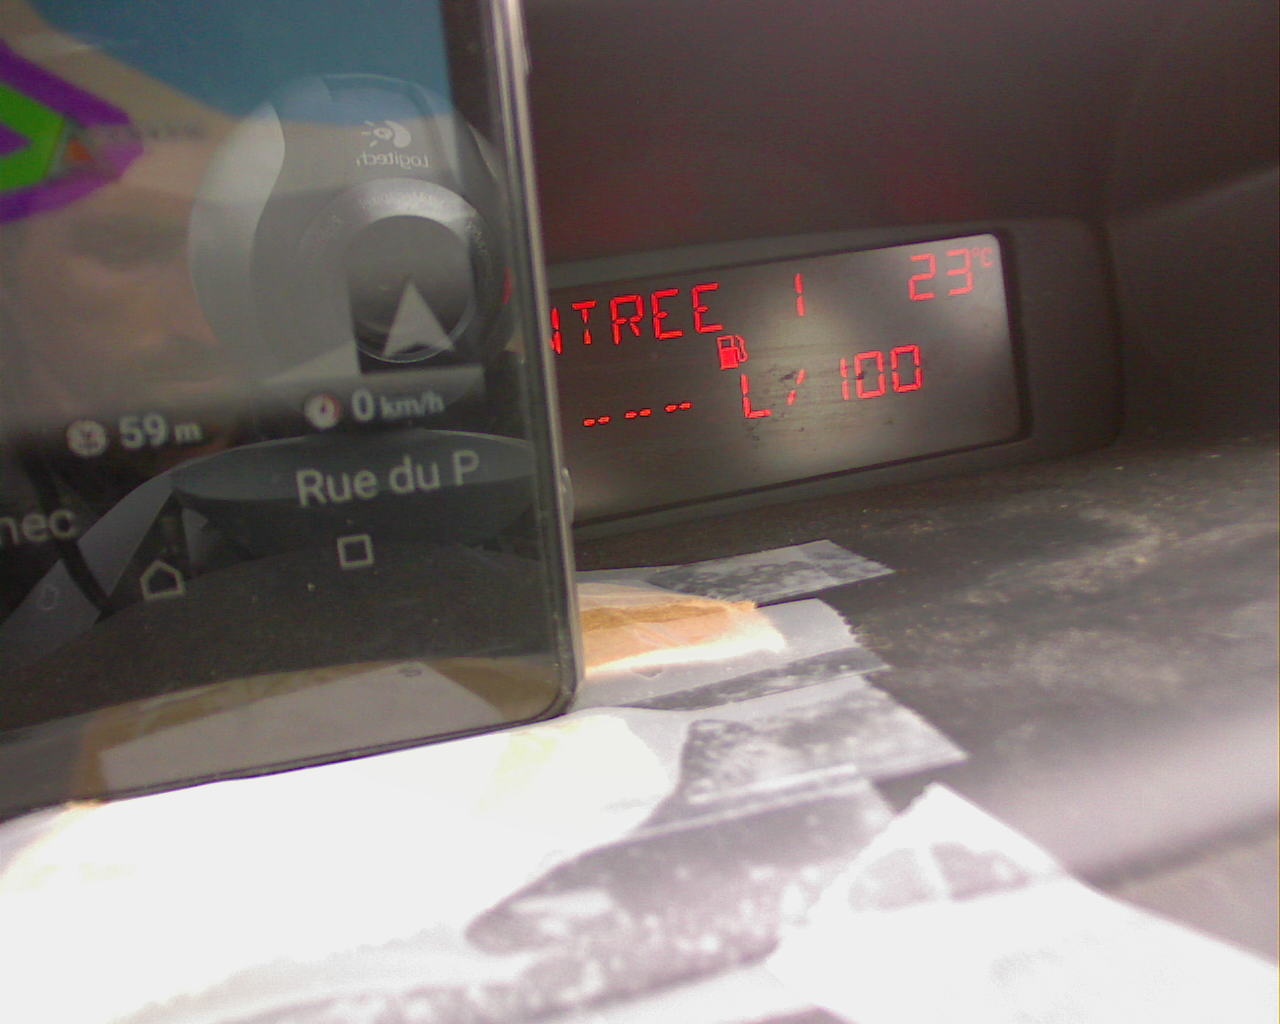 Logitech
59 m
0 km/h
nec
Rue du P
NTREE 1
23°C
---- L/100